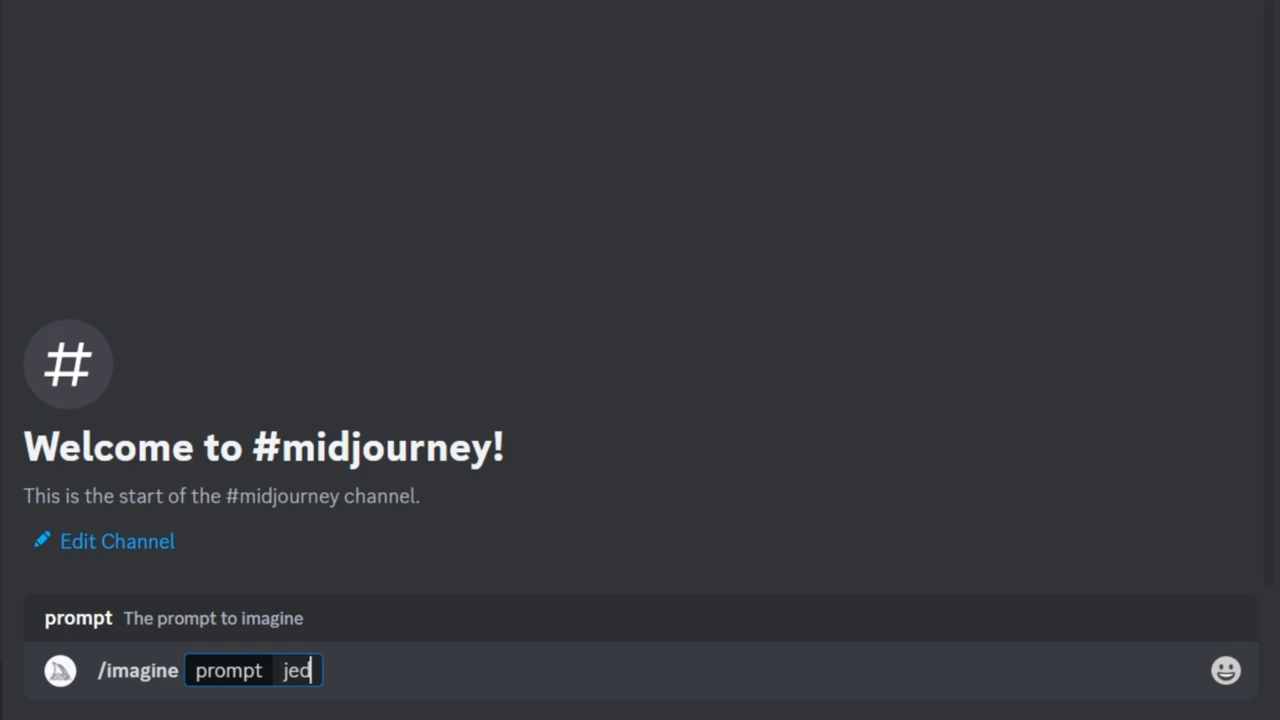 #
Welcome to #midjourney!
This is the start of the #midjourney channel.
Edit Channel
prompt The prompt to imagine
/imagine prompt jed